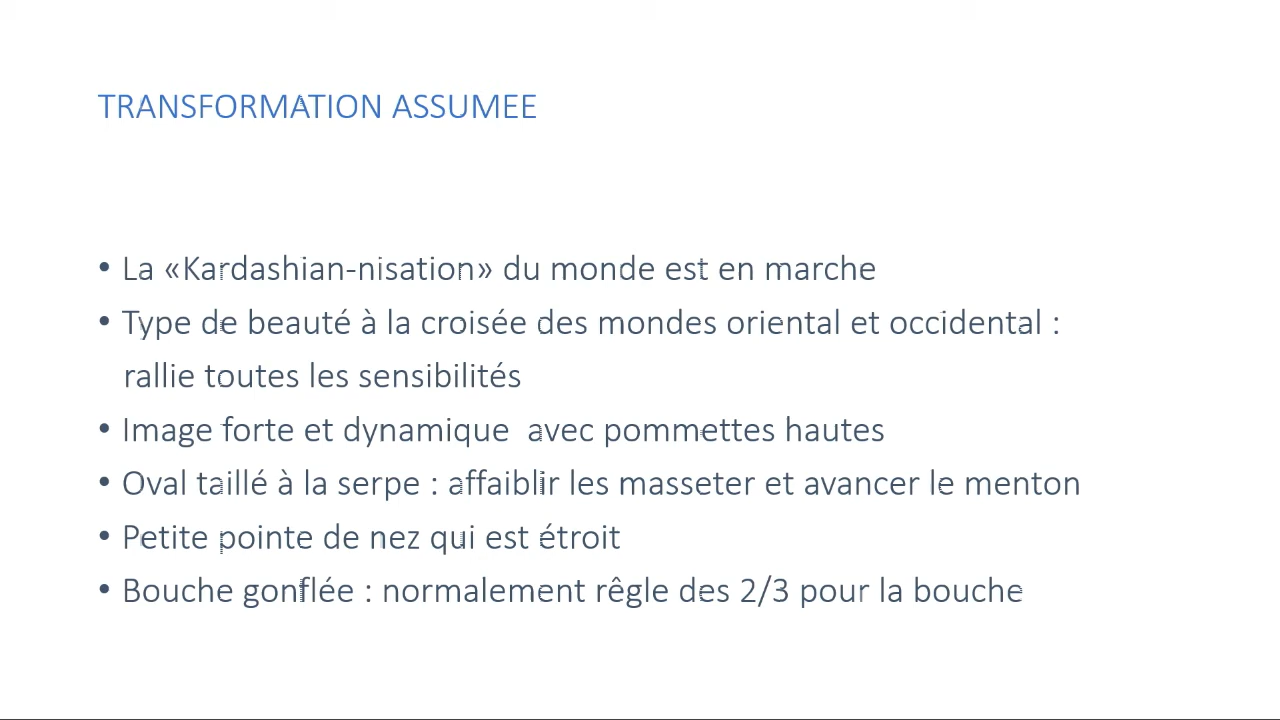 TRANSFORMATION ASSUMEE
• La «Kardashian-nisation» du monde est en marche
• Type de beauté à la croisée des mondes oriental et occidental :
rallie toutes les sensibilités
• Image forte et dynamique  avec pommettes hautes
• Oval taillé à la serpe : affaiblir les masseter et avancer le menton
• Petite pointe de nez qui est étroit
• Bouche gonflée : normalement rêgle des 2/3 pour la bouche